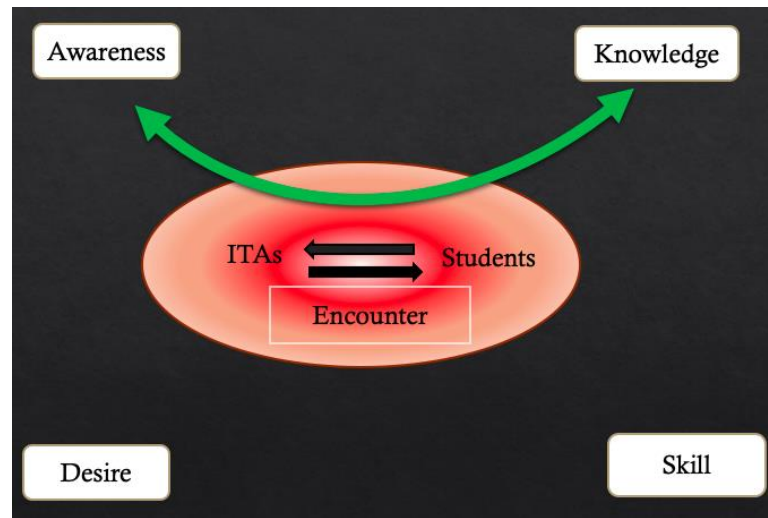 Awareness
Knowledge
ITAs
Students
Encounter
Desire
Skill